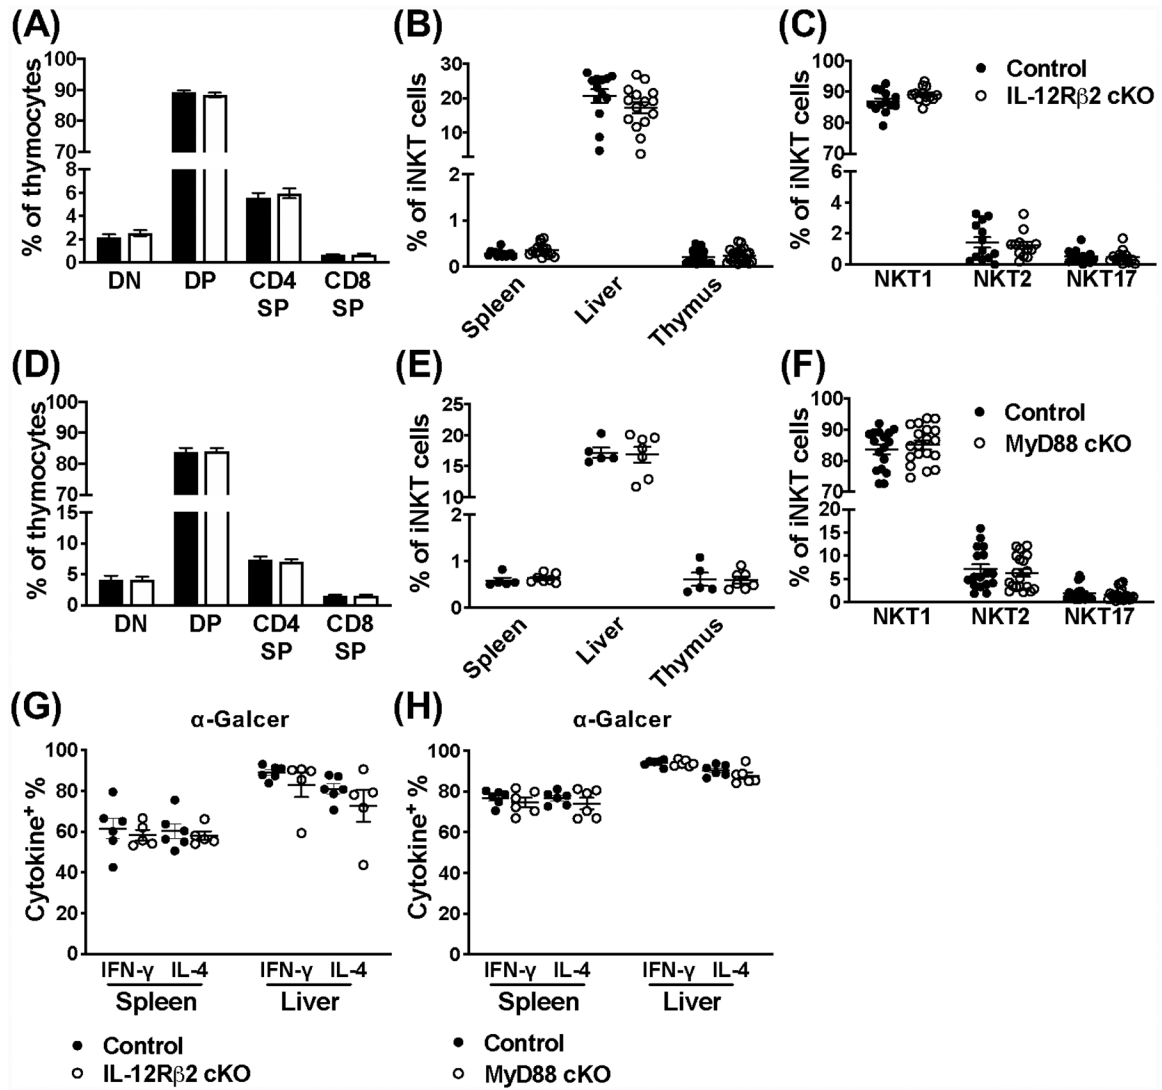 (A)
% of thymocytes
100
90
80
70
8
6
4
2
0
DN
DP
CD4
SP
CD8
SP
(B)
% of iNKT cells
30
20
10
2
1
0
Spleen
Liver
Thymus
(C)
% of iNKT cells
100
90
80
70
6
4
2
0
NKT1
NKT2
NKT17
Control
IL-12Rβ2 cKO
(D)
% of thymocytes
100
90
80
70
15
10
5
0
DN
DP
CD4
SP
CD8
SP
(E)
% of iNKT cells
25
20
15
10
2
1
0
Spleen
Liver
Thymus
(F)
% of iNKT cells
100
90
80
70
20
15
10
5
0
NKT1
NKT2
NKT17
Control
MyD88 cKO
(G)
α-Galcer
Cytokine+ %
100
80
60
40
20
0
IFN-γ IL-4
Spleen
IFN-γ IL-4
Liver
Control
IL-12Rβ2 cKO
(H)
α-Galcer
Cytokine+ %
100
80
60
40
20
0
IFN-γ IL-4
Spleen
IFN-γ IL-4
Liver
Control
MyD88 cKO